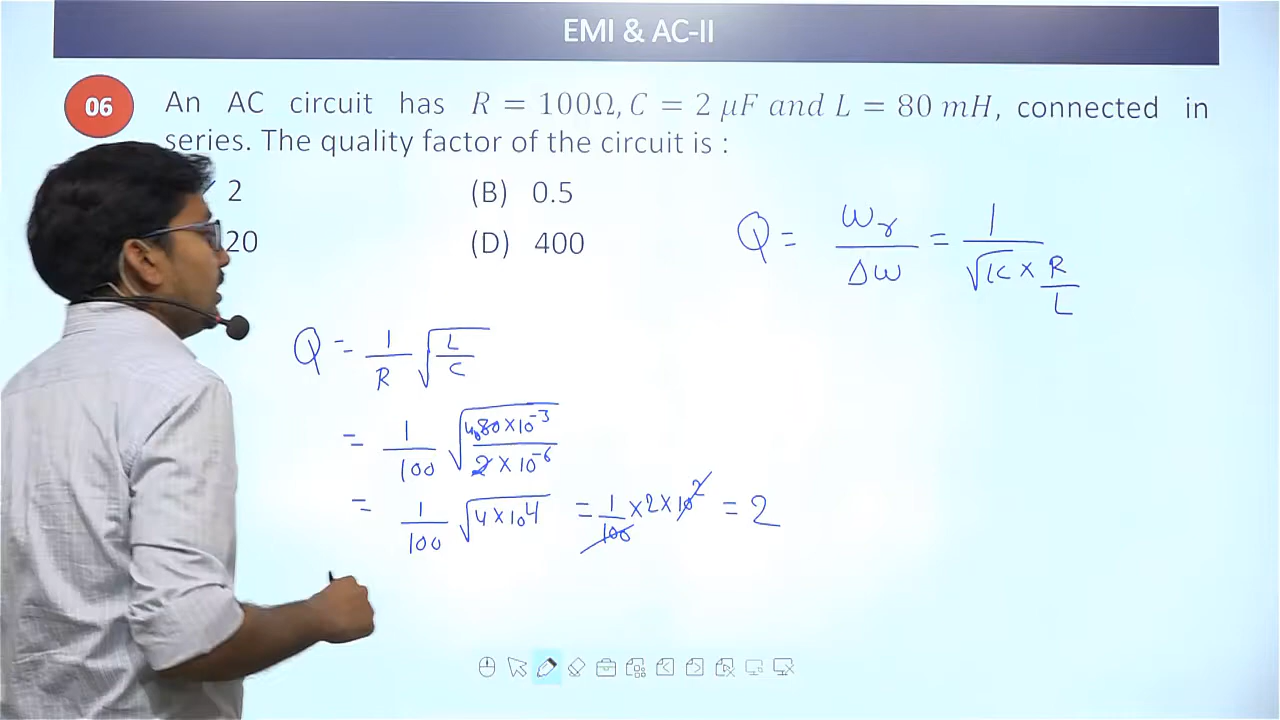 EMI & AC-II
06
An AC circuit has R = 100Ω, C = 2 μF and L = 80 mH, connected in
series. The quality factor of the circuit is :
2
(B) 0.5
20
(D) 400
Q = ωr/Δω = 1/(√LC × R/L)
Q = 1/R √(L/C)
= 1/100 √(40 80 × 10⁻³ / 2 × 10⁻⁶)
= 1/100 √(4 × 10⁴) = 1/100 × 2 × 10² = 2